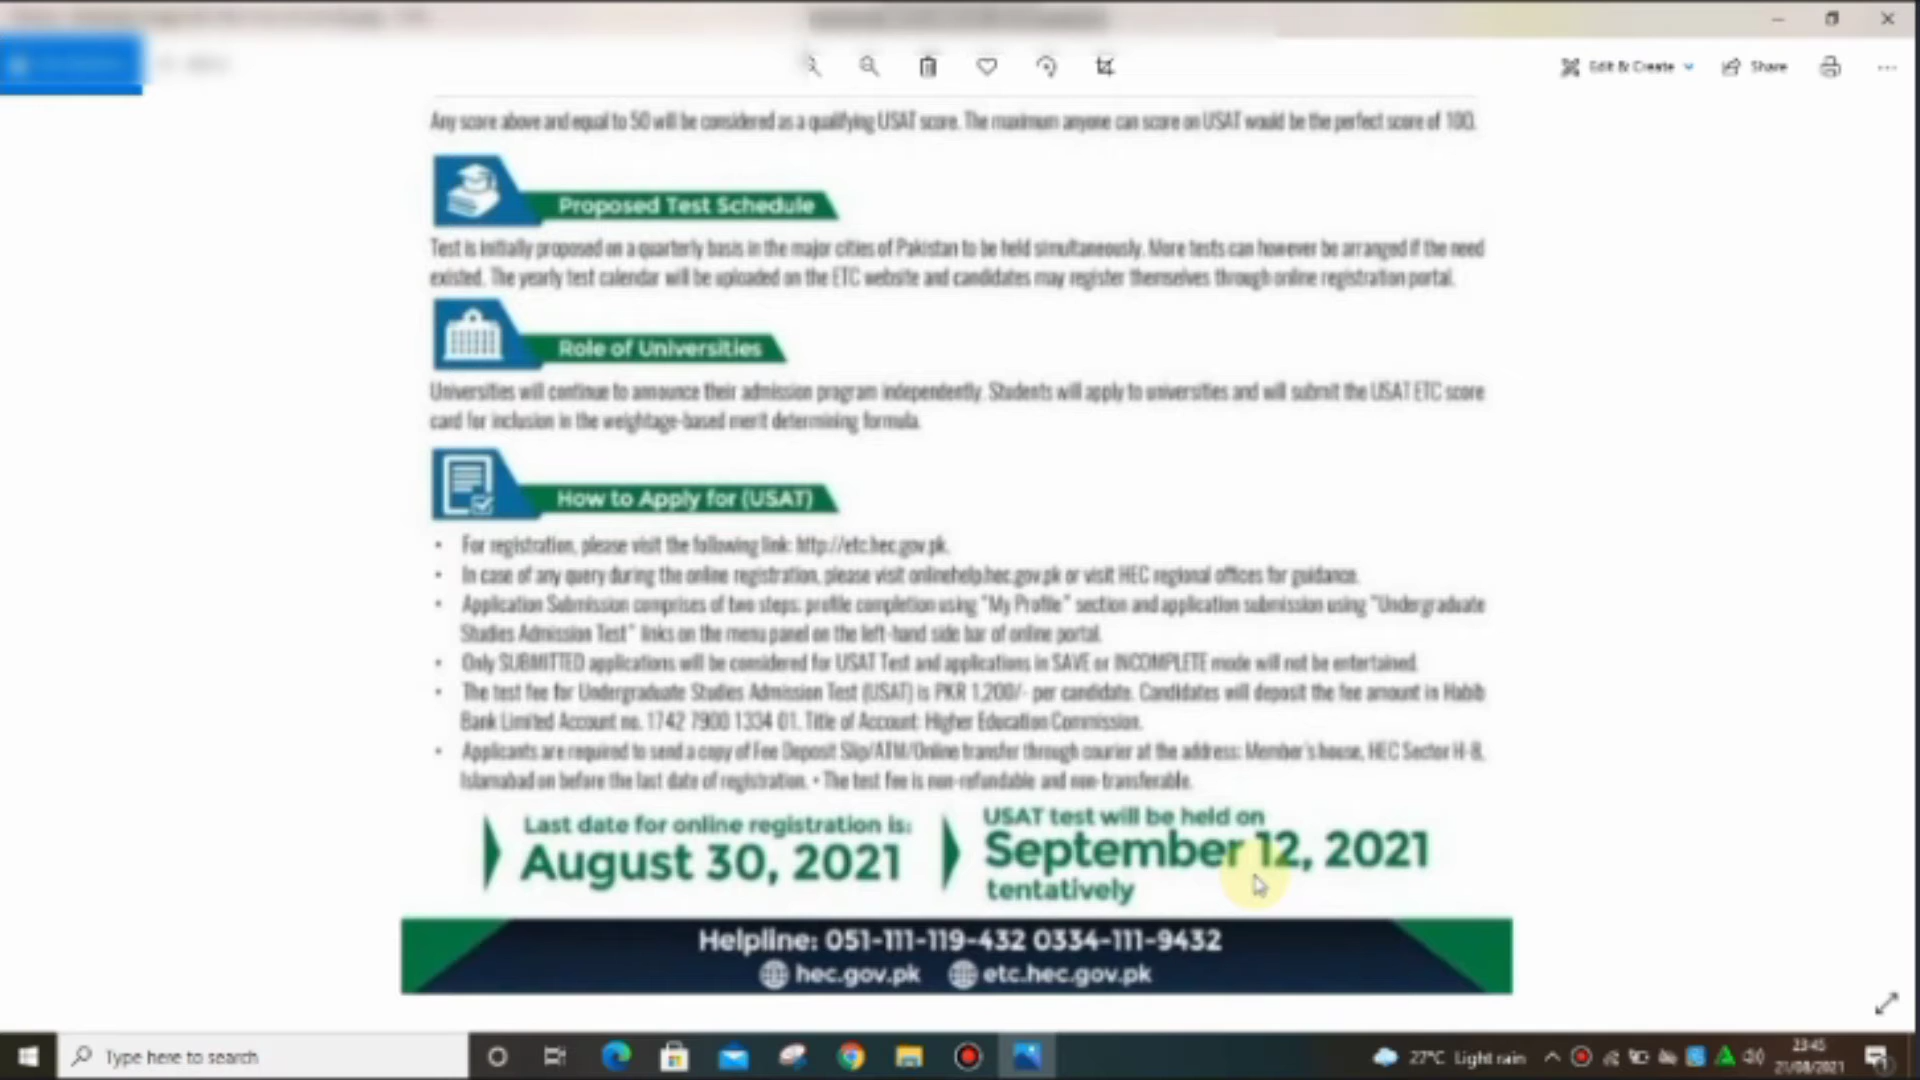 Edit & Create
Share
Any score above and equal to 50 will be considered as a qualifying USAT score. The maximum anyone can score on USAT would be the perfect score of 100.
Proposed Test Schedule
Test is initially proposed on a quarterly basis in the major cities of Pakistan to be held simultaneously. More tests can however be arranged if the need
existed. The yearly test calendar will be uploaded on the ETC website and candidates may register themselves through online registration portal.
Role of Universities
Universities will continue to announce their admission program independently. Students will apply to universities and will submit the USAT ETC score
card for inclusion in the weightage-based merit determining formula.
How to Apply for (USAT)
• For registration, please visit the following link: http://etc.hec.gov.pk.
• In case of any query during the online registration, please visit onlinehelp.hec.gov.pk or visit HEC regional offices for guidance.
• Application Submission comprises of two steps: profile completion using "My Profile" section and application submission using "Undergraduate
Studies Admission Test" links on the menu panel on the left-hand side bar of online portal.
• Only SUBMITTED applications will be considered for USAT Test and applications in SAVE or INCOMPLETE mode will not be entertained.
• The test fee for Undergraduate Studies Admission Test (USAT) is PKR 1,200/- per candidate. Candidates will deposit the fee amount in Habib
Bank Limited Account no. 1742 7900 1334 01. Title of Account: Higher Education Commission.
• Applicants are required to send a copy of Fee Deposit Slip/ATM/Online transfer through courier at the address: Member's house, HEC Sector H-8,
Islamabad on before the last date of registration. • The test fee is non-refundable and non-transferable.
Last date for online registration is:
August 30, 2021
USAT test will be held on
September 12, 2021
tentatively
Helpline: 051-111-119-432 0334-111-9432
hec.gov.pk etc.hec.gov.pk
Type here to search
27°C Light rain
23:45
21/08/2021